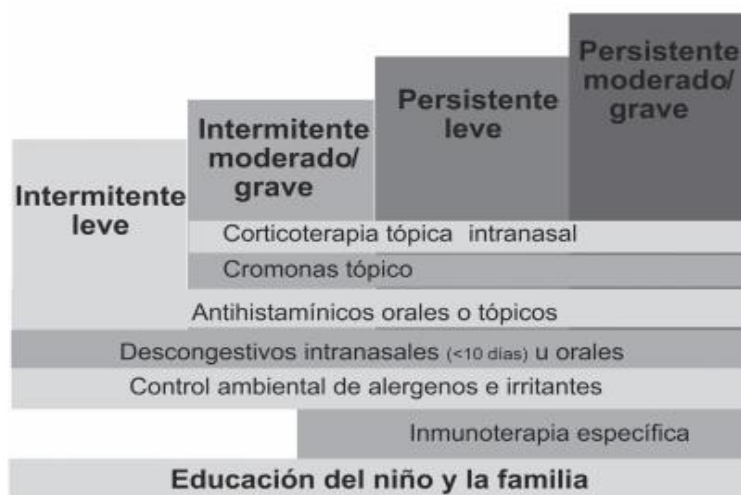 Intermitente
leve
Intermitente
moderado/
grave
Persistente
leve
Persistente
moderado/
grave
Corticoterapia tópica intranasal
Cromonas tópico
Antihistamínicos orales o tópicos
Descongestivos intranasales (<10 días) u orales
Control ambiental de alergenos e irritantes
Inmunoterapia específica
Educación del niño y la familia